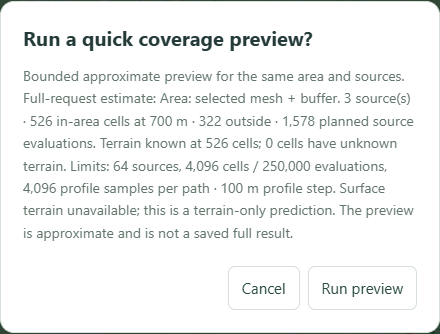 Run a quick coverage preview?
Bounded approximate preview for the same area and sources.
Full-request estimate: Area: selected mesh + buffer. 3 source(s)
· 526 in-area cells at 700 m · 322 outside · 1,578 planned source
evaluations. Terrain known at 526 cells; 0 cells have unknown
terrain. Limits: 64 sources, 4,096 cells / 250,000 evaluations,
4,096 profile samples per path · 100 m profile step. Surface
terrain unavailable; this is a terrain-only prediction. The preview
is approximate and is not a saved full result.
Cancel
Run preview